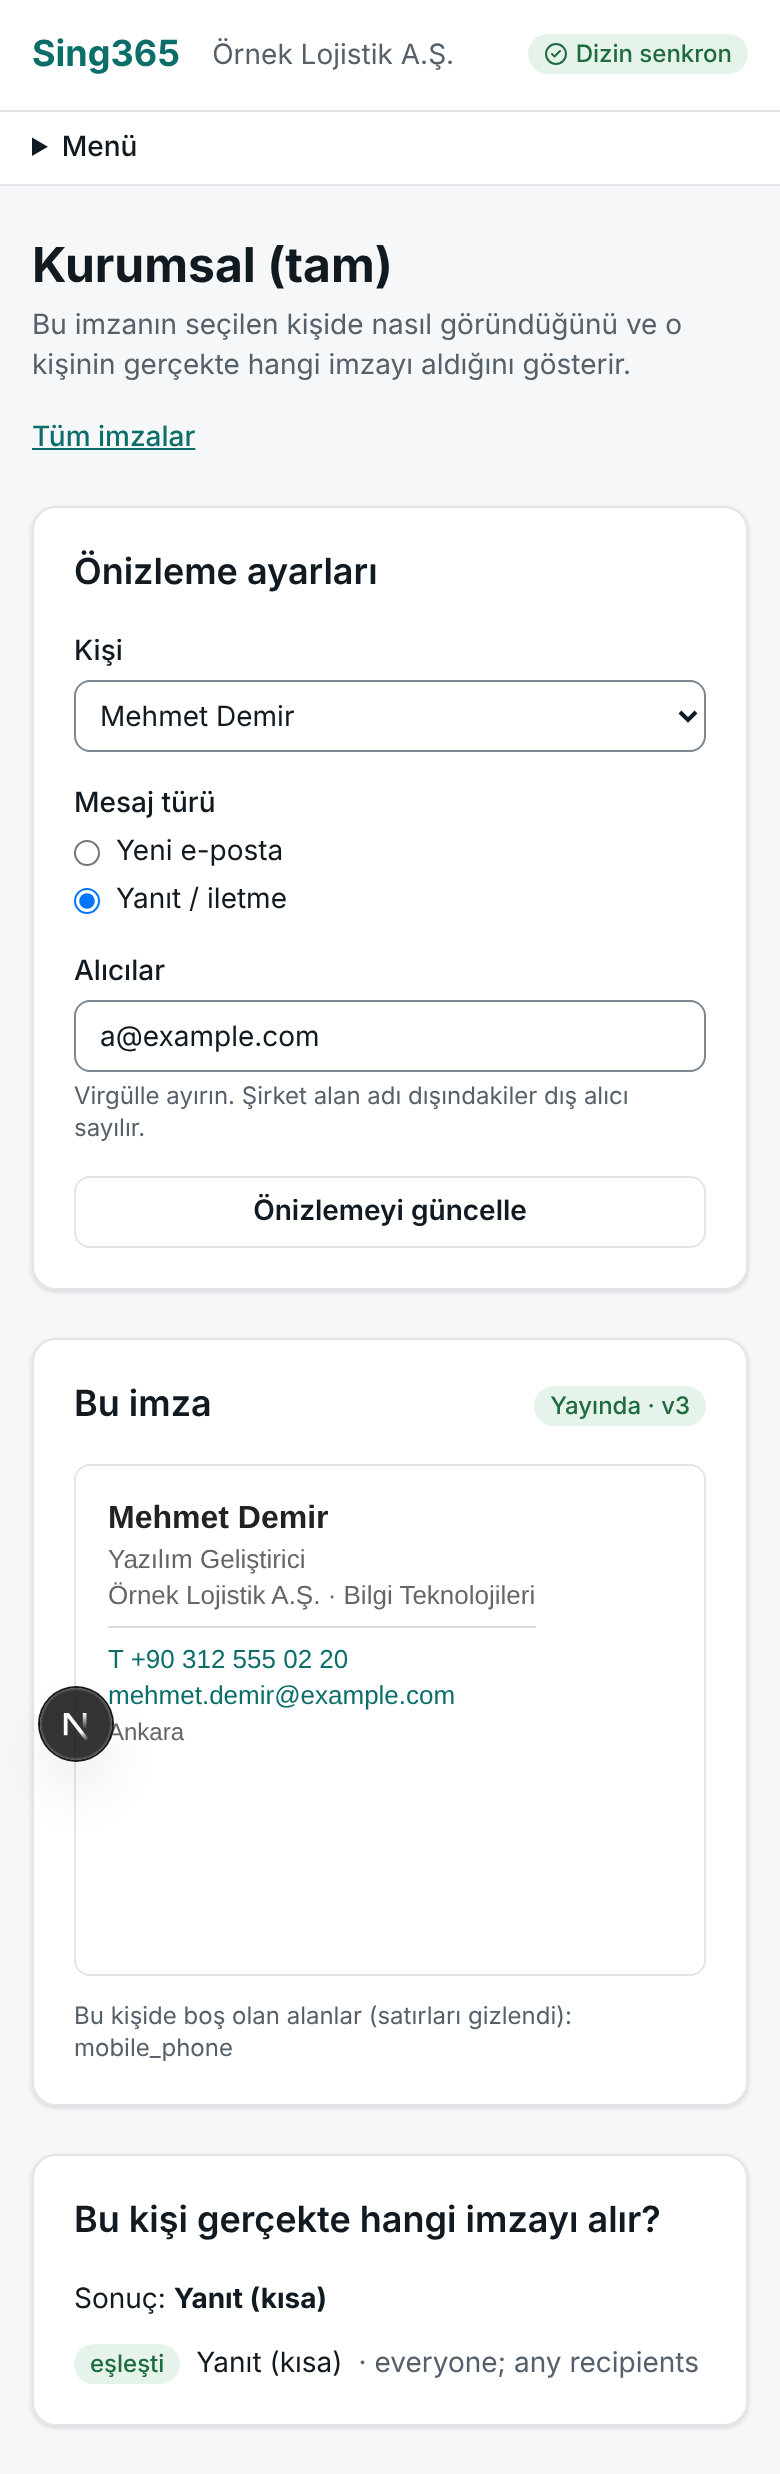 Sing365 Örnek Lojistik A.Ş. Dizin senkron
Menü
Kurumsal (tam)
Bu imzanın seçilen kişide nasıl göründüğünü ve o
kişinin gerçekte hangi imzayı aldığını gösterir.
Tüm imzalar
Önizleme ayarları
Kişi
Mehmet Demir
Mesaj türü
Yeni e-posta
Yanıt / iletme
Alıcılar
a@example.com
Virgülle ayırın. Şirket alan adı dışındakiler dış alıcı
sayılır.
Önizlemeyi güncelle
Bu imza Yayında · v3
Mehmet Demir
Yazılım Geliştirici
Örnek Lojistik A.Ş. · Bilgi Teknolojileri
T +90 312 555 02 20
mehmet.demir@example.com
N
Ankara
Bu kişide boş olan alanlar (satırları gizlendi):
mobile_phone
Bu kişi gerçekte hangi imzayı alır?
Sonuç: Yanıt (kısa)
eşleşti Yanıt (kısa) · everyone; any recipients